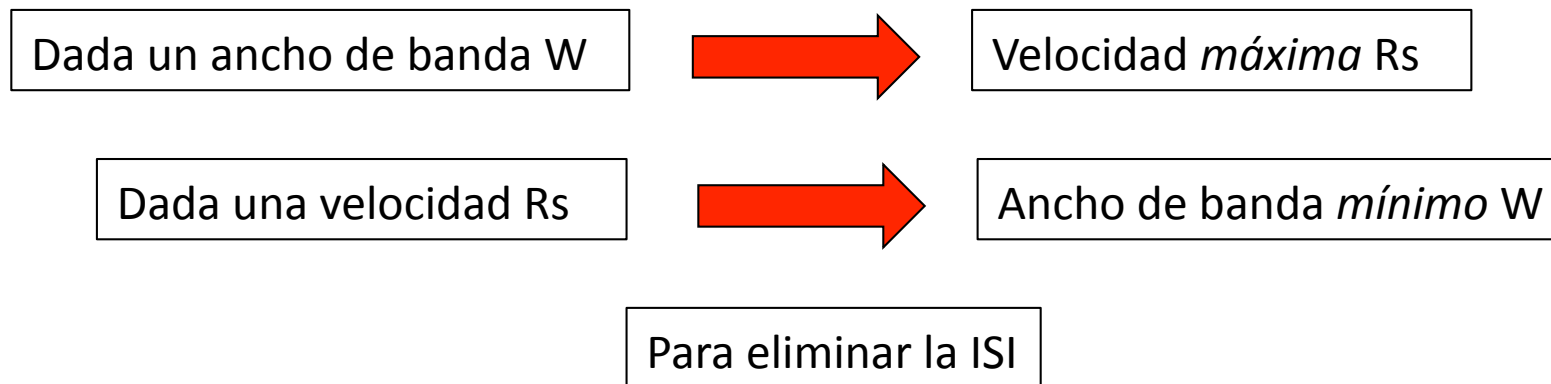 Dada un ancho de banda W
Velocidad máxima Rs
Dada una velocidad Rs
Ancho de banda mínimo W
Para eliminar la ISI